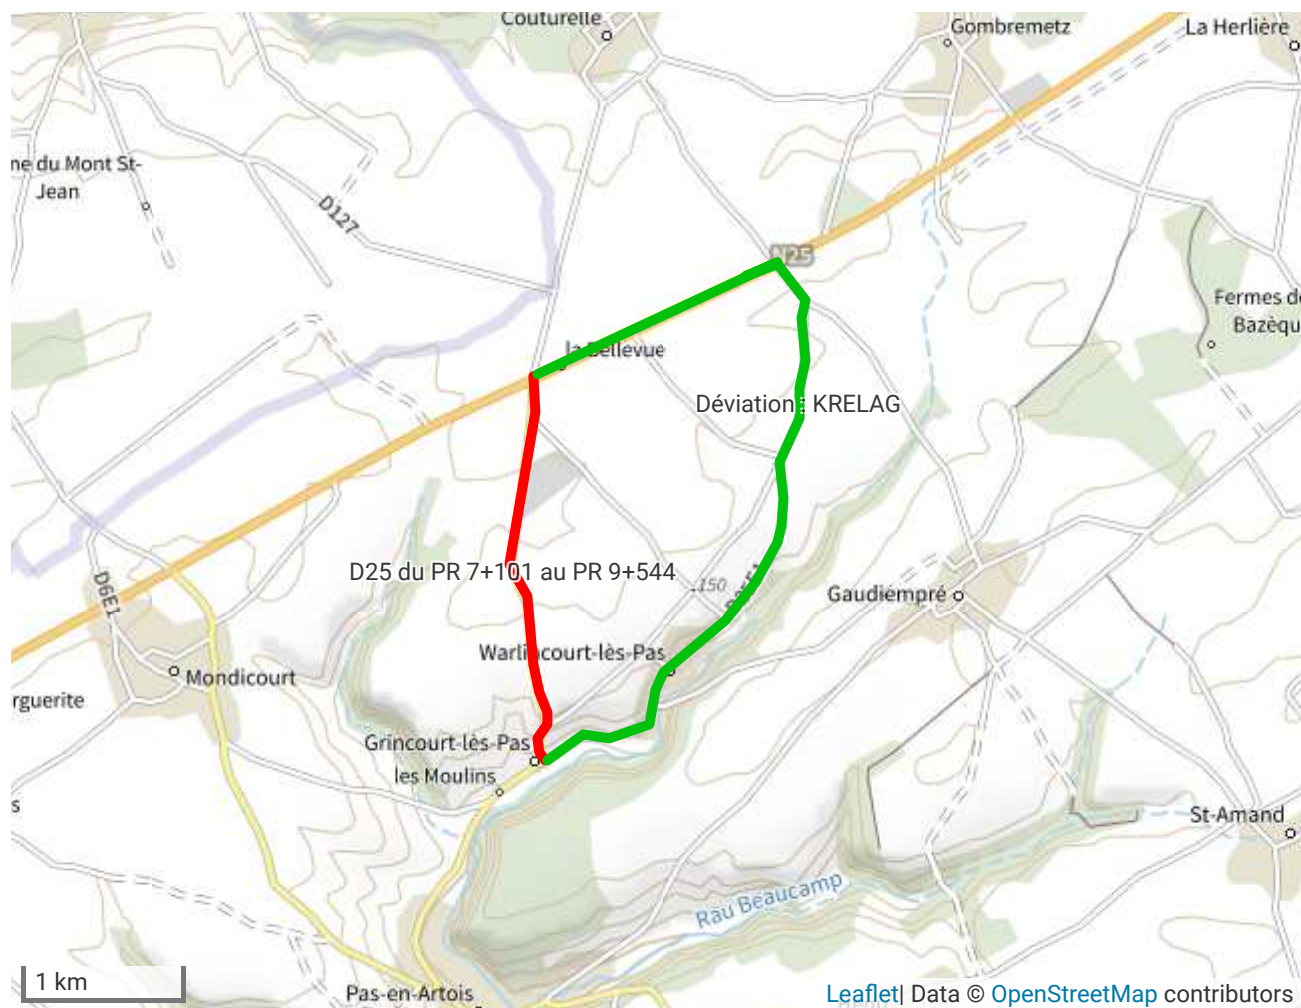 Couturelle
Gombremetz
La Herlière
ne du Mont St-
Jean
D127
N25
Fermes de
Bazèqu
la Bellevue
Déviation : KRELAG
D25 du PR 7+101 au PR 9+544
150
D6E1
Gaudiempré
Warlincourt-lès-Pas
Mondicourt
rguerite
Grincourt-lès-Pas
les Moulins
s
St-Amand
Rau Beaucamp
1 km
Pas-en-Artois
Leaflet | Data © OpenStreetMap contributors